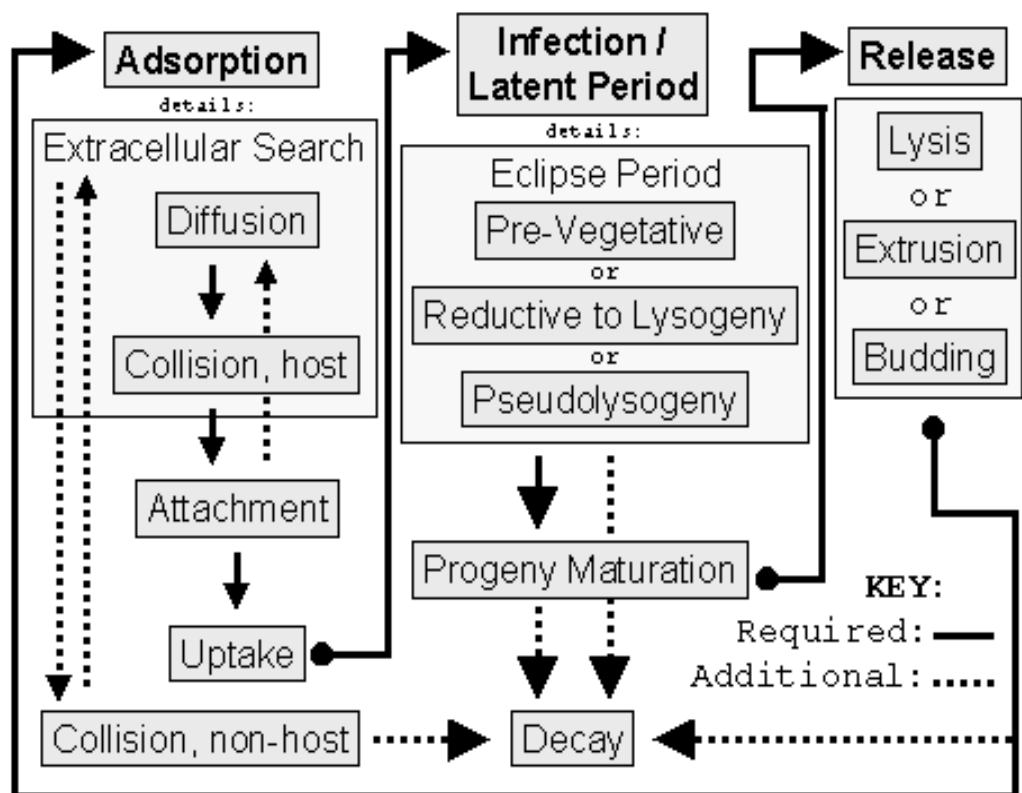 Adsorption
details:
Extracellular Search
Diffusion
Collision, host
Attachment
Uptake
Collision, non-host
Infection /
Latent Period
details:
Eclipse Period
Pre-Vegetative
or
Reductive to Lysogeny
or
Pseudolysogeny
Progeny Maturation
Decay
Release
Lysis
or
Extrusion
or
Budding
KEY:
Required:
Additional: